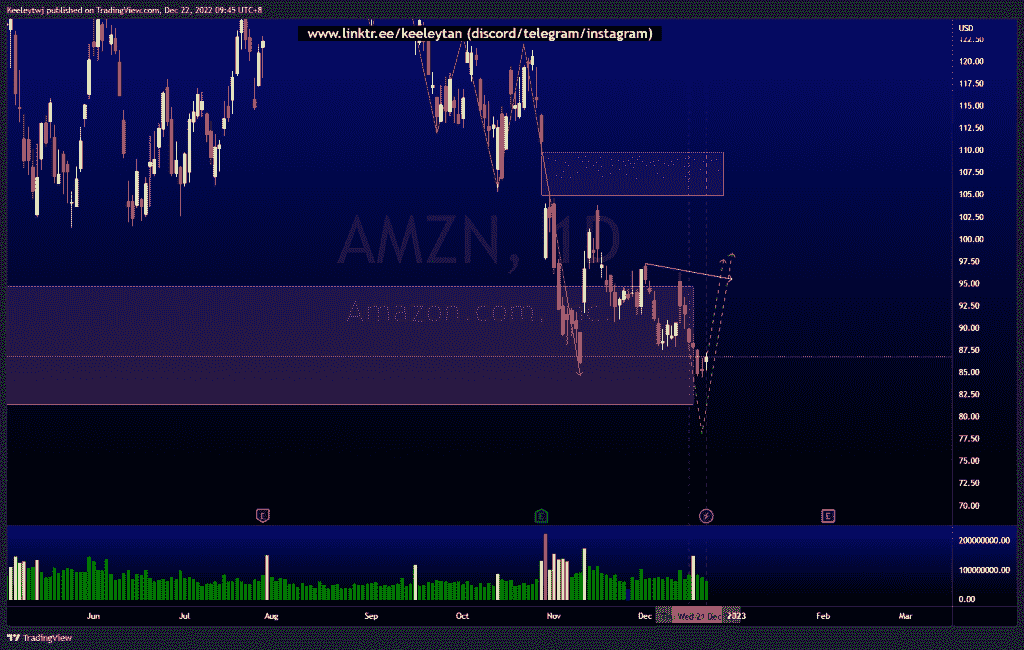 Keeleytwj published on TradingView.com, Dec 22, 2022 09:45 UTC+8
www.linktr.ee/keeleytan (discord/telegram/instagram)
USD
122.50
120.00
117.50
115.00
112.50
110.00
107.50
105.00
102.50
100.00
97.50
95.00
92.50
90.00
87.50
85.00
82.50
80.00
77.50
75.00
72.50
70.00
AMZN, 1D
Amazon.com,
E
E
E
200000000.00
100000000.00
0.00
Jun Jul Aug Sep Oct Nov Dec Wed 21 Dec 2023 Feb Mar
TradingView